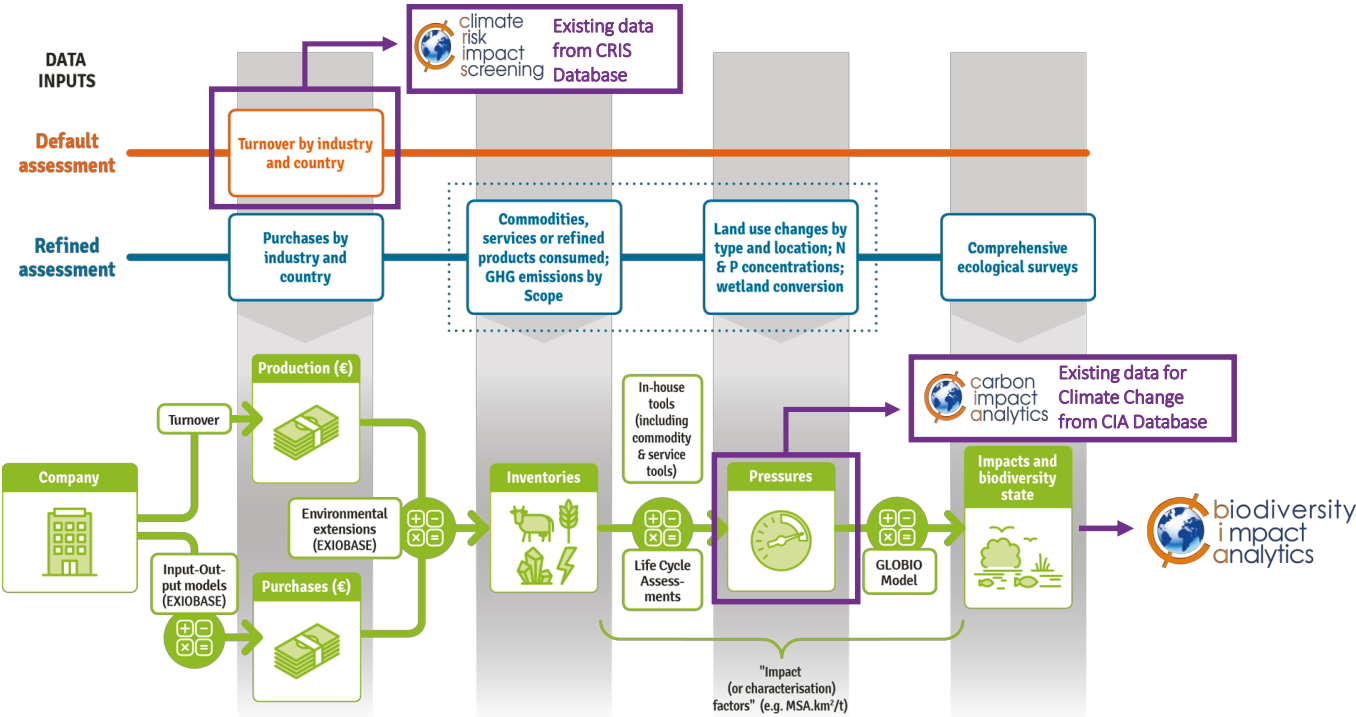 climate
risk
impact
screening
Existing data
from CRIS
Database
DATA
INPUTS
Default
assessment
Turnover by industry
and country
Refined
assessment
Purchases by
industry and
country
Commodities,
services or refined
products consumed;
GHG emissions by
Scope
Land use changes by
type and location; N
& P concentrations;
wetland conversion
Comprehensive
ecological surveys
Production (€)
In-house
tools
(including
commodity
& service
tools)
carbon
impact
analytics
Existing data for
Climate Change
from CIA Database
Turnover
Company
Inventories
Pressures
Impacts and
biodiversity
state
Environmental
extensions
(EXIOBASE)
biodiversity
impact
analytics
Input-Out-
put models
(EXIOBASE)
Life Cycle
Assess-
ments
GLOBIO
Model
Purchases (€)
"Impact
(or characterisation)
factors" (e.g. MSA.km²/t)